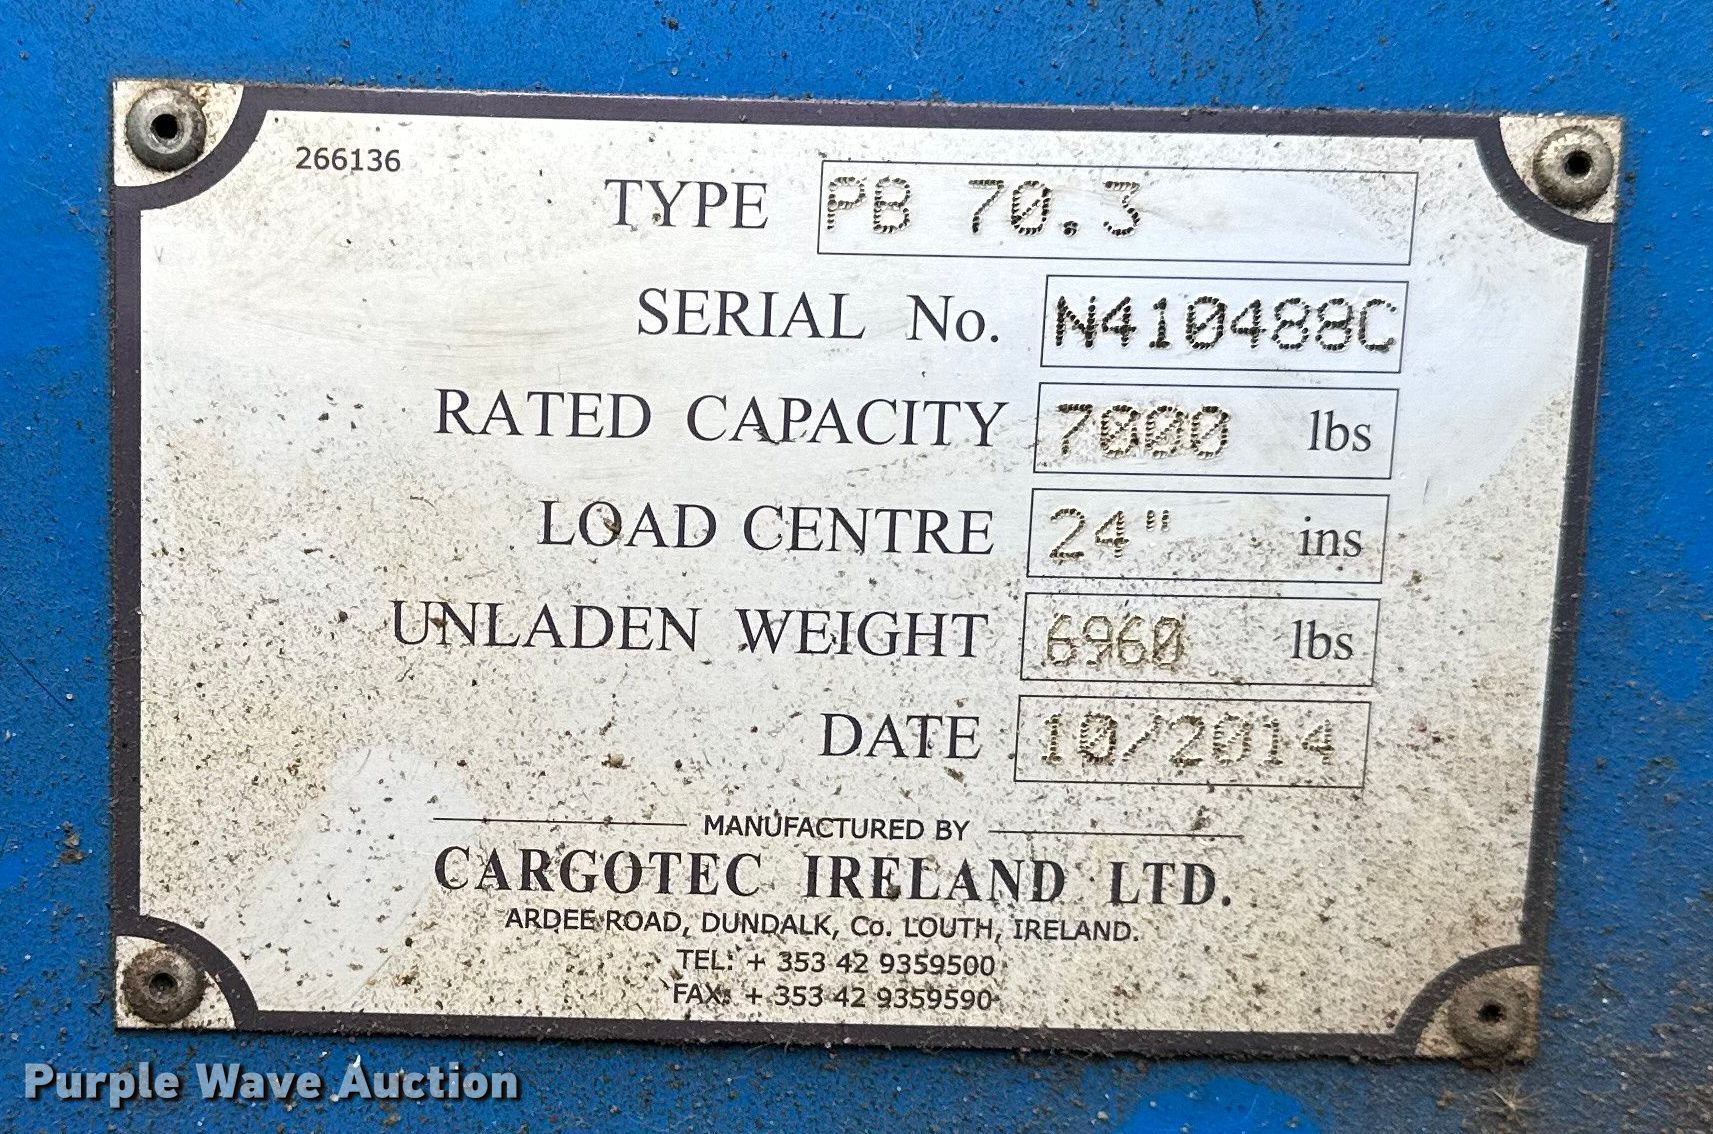 266136
TYPE PB 70.3
SERIAL No. N410488C
RATED CAPACITY 7000 lbs
LOAD CENTRE 24" ins
UNLADEN WEIGHT 6960 lbs
DATE 10/2014
MANUFACTURED BY
CARGOTEC IRELAND LTD.
ARDEE ROAD, DUNDALK, Co. LOUTH, IRELAND.
TEL: + 353 42 9359500
FAX: + 353 42 9359590
Purple Wave Auction